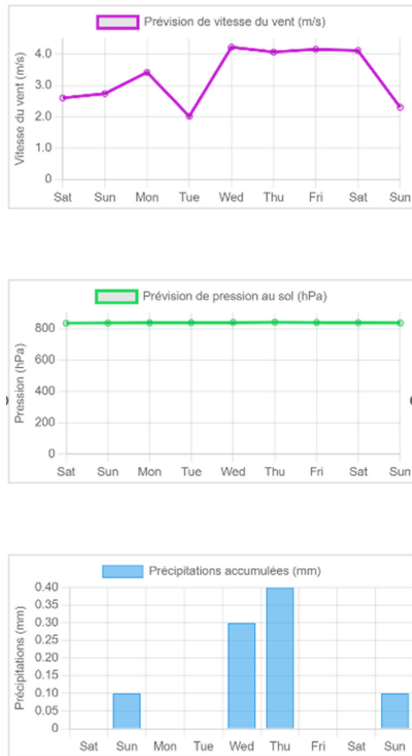 Prévision de vitesse du vent (m/s)
Vitesse du vent (m/s)
4.0
3.0
2.0
1.0
0
Sat Sun Mon Tue Wed Thu Fri Sat Sun
Prévision de pression au sol (hPa)
Pression (hPa)
800
600
400
200
0
Sat Sun Mon Tue Wed Thu Fri Sat Sun
Précipitations accumulées (mm)
Précipitations (mm)
0.40
0.35
0.30
0.25
0.20
0.15
0.10
0.05
0
Sat Sun Mon Tue Wed Thu Fri Sat Sun